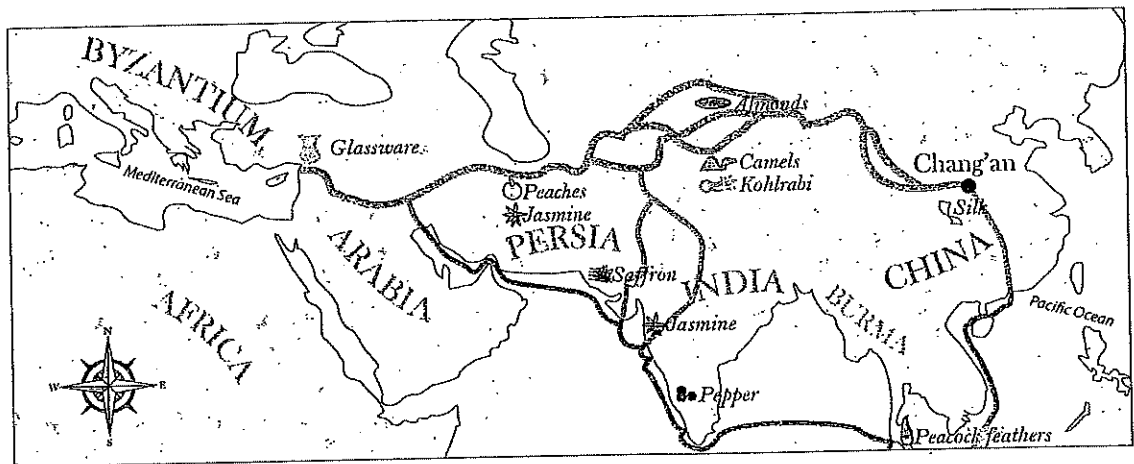 BYZANTIUM
Almonds
Glassware
Camels
Chang'an
Mediterranean Sea
Peaches
Kohlrabi
Jasmine
Silk
PERSIA
ARABIA
Saffron
INDIA
CHINA
AFRICA
BURMA
Pacific Ocean
Jasmine
N
W E
S
Pepper
Peacock feathers